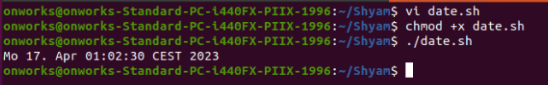 onworks@onworks-Standard-PC-i440FX-PIIX-1996:~/Shyam$ vi date.sh
onworks@onworks-Standard-PC-i440FX-PIIX-1996:~/Shyam$ chmod +x date.sh
onworks@onworks-Standard-PC-i440FX-PIIX-1996:~/Shyam$ ./date.sh
Mo 17. Apr 01:02:30 CEST 2023
onworks@onworks-Standard-PC-i440FX-PIIX-1996:~/Shyam$